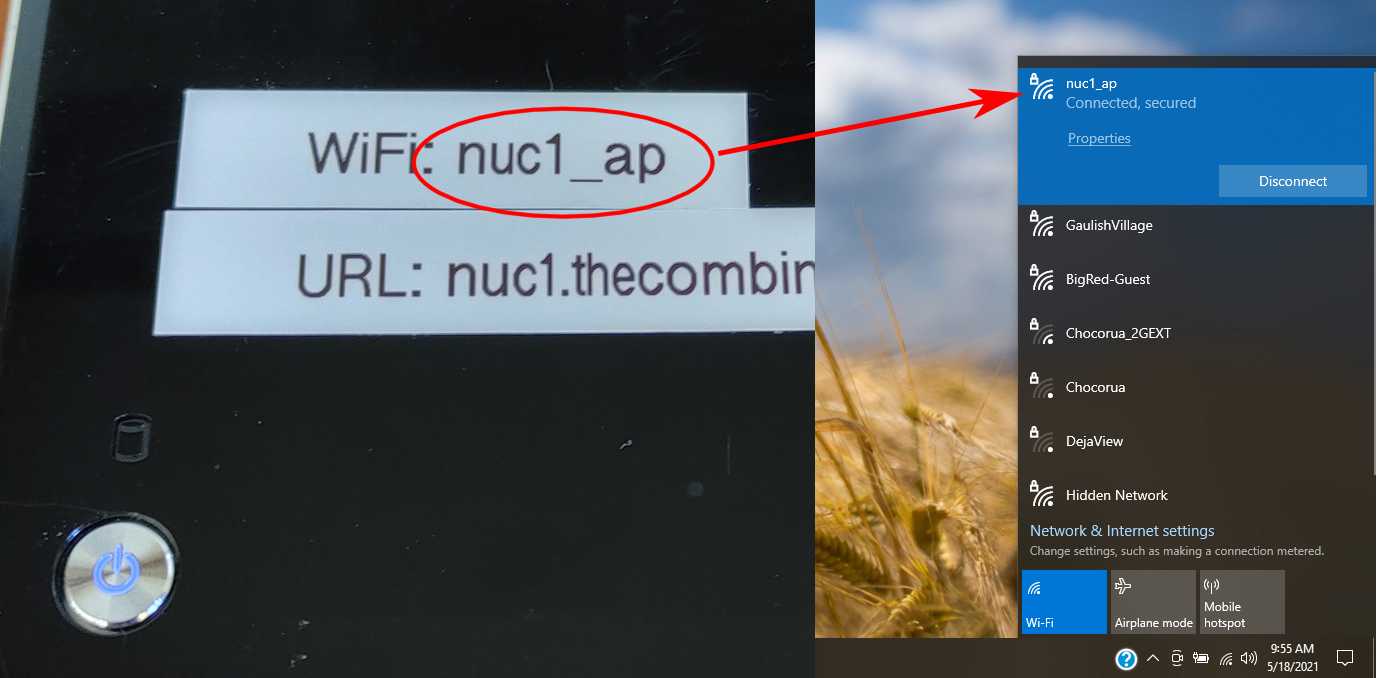 WiFi: nuc1_ap
URL: nuc1.thecombin
nuc1_ap
Connected, secured
Properties
Disconnect
GaulishVillage
BigRed-Guest
Chocorua_2GEXT
Chocorua
DejaView
Hidden Network
Network & Internet settings
Change settings, such as making a connection metered.
Wi-Fi
Airplane mode
Mobile
hotspot
9:55 AM
5/18/2021